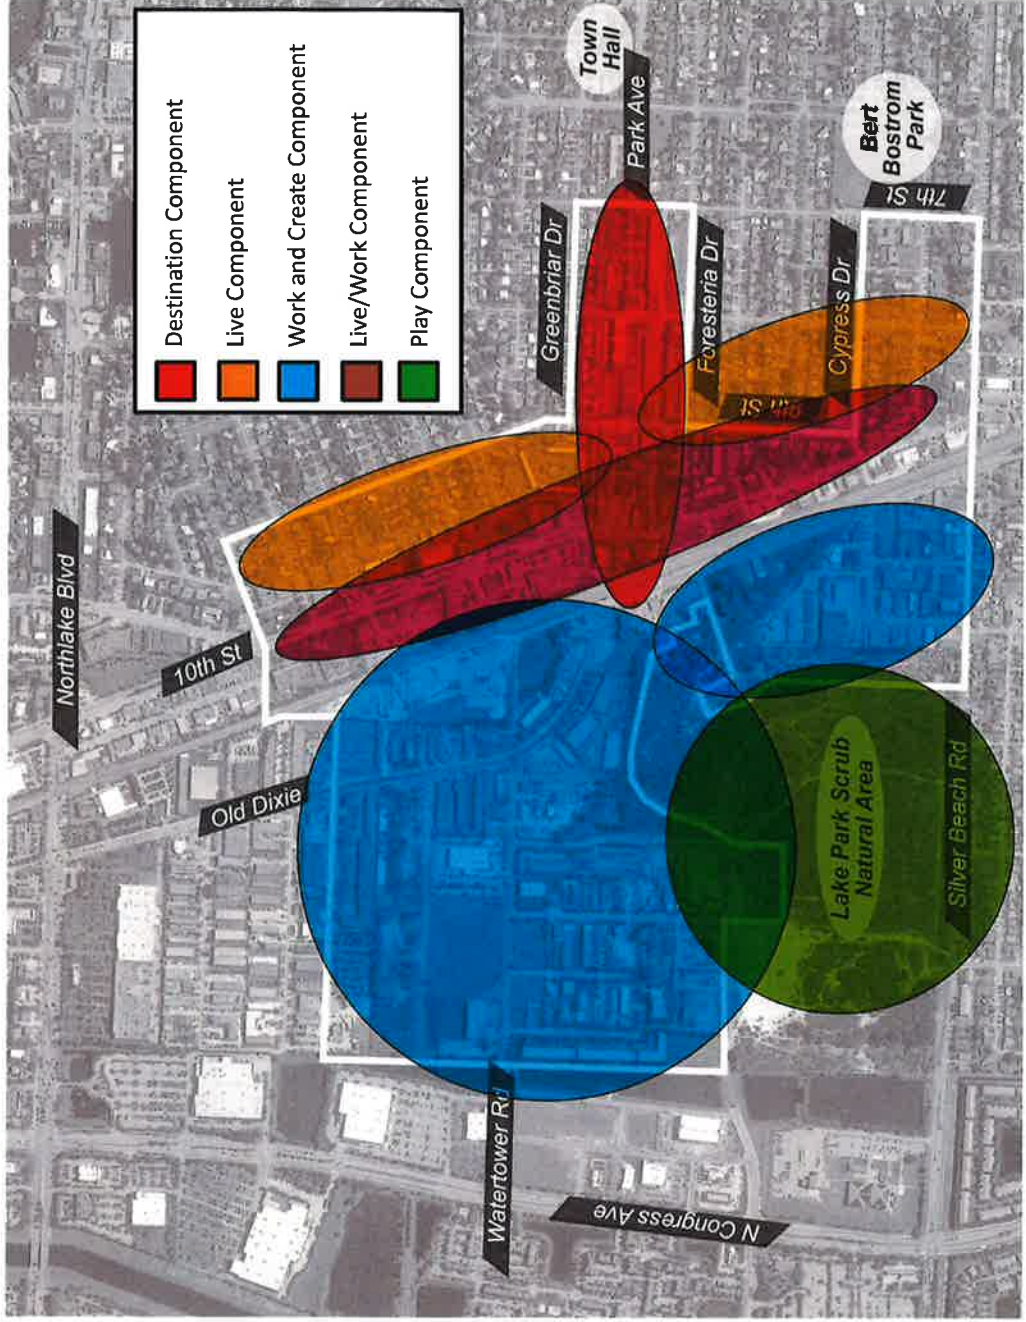 Destination Component
Live Component
Work and Create Component
Live/Work Component
Play Component
Northlake Blvd
10th St
Old Dixie
Watertower Rd
N Congress Ave
Greenbriar Dr
Park Ave
Town
Hall
Foresteria Dr
Cypress Dr
7th St
Bert
Bostrom
Park
Lake Park Scrub
Natural Area
Silver Beach Rd